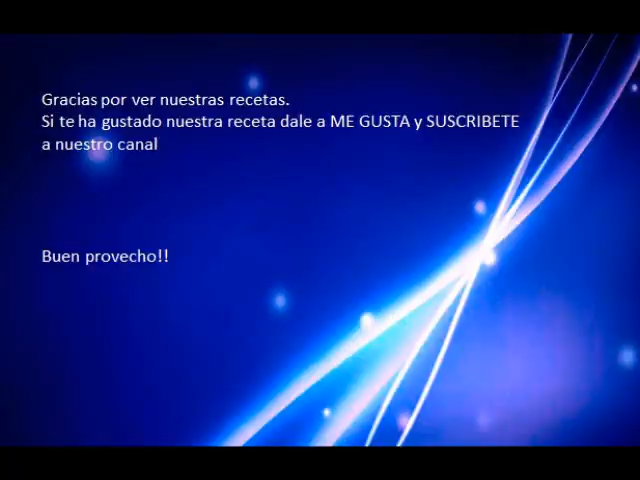 Gracias por ver nuestras recetas.
Si te ha gustado nuestra receta dale a ME GUSTA y SUSCRIBETE
a nuestro canal
Buen provecho!!